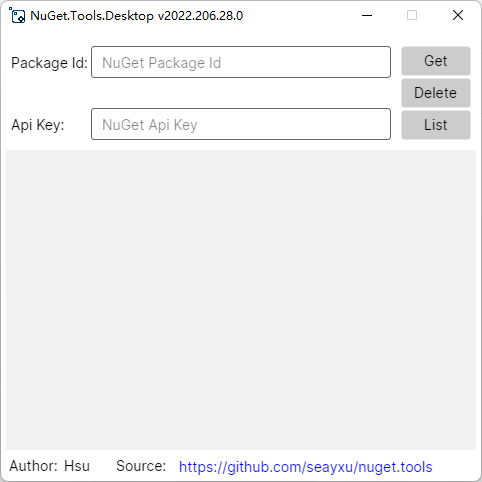 NuGet.Tools.Desktop v2022.206.28.0
Package Id: NuGet Package Id Get
Delete
Api Key: NuGet Api Key List
Author: Hsu Source: https://github.com/seayxu/nuget.tools